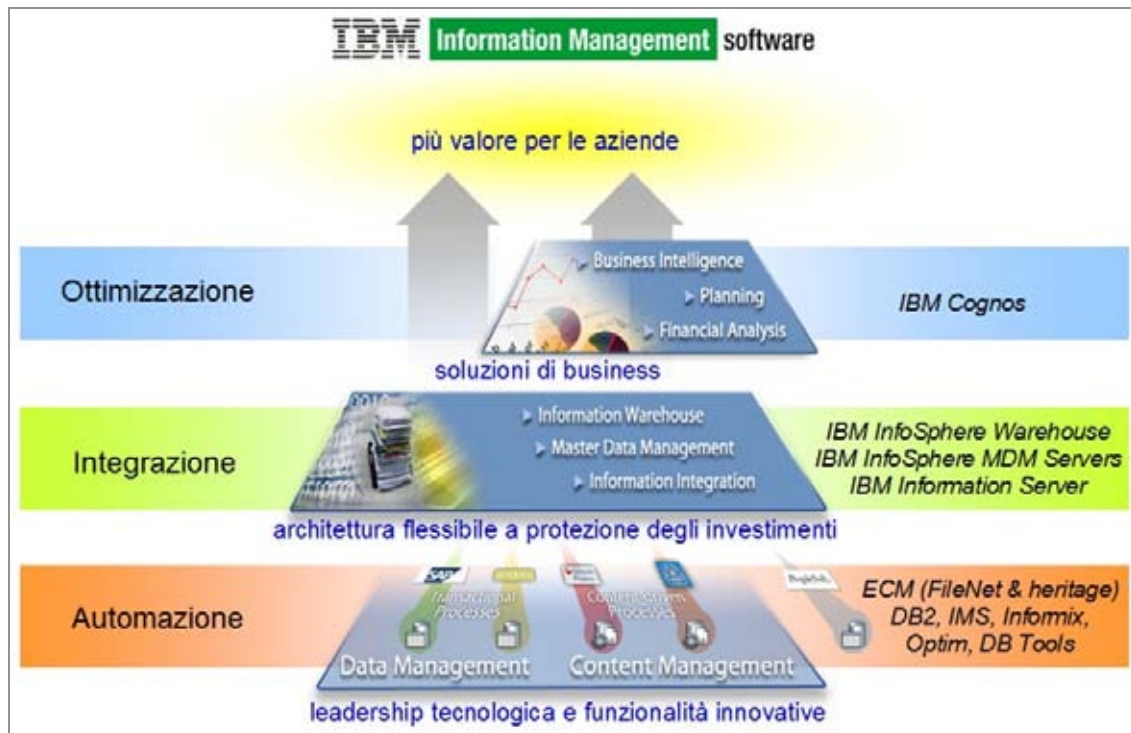 IBM Information Management software
più valore per le aziende
Ottimizzazione
Business Intelligence
Planning
Financial Analysis
IBM Cognos
soluzioni di business
Integrazione
Information Warehouse
Master Data Management
Information Integration
IBM InfoSphere Warehouse
IBM InfoSphere MDM Servers
IBM Information Server
architettura flessibile a protezione degli investimenti
Automazione
SAP
PeopleSoft
Transactional
Processes
Content-Driven
Processes
Data Management
Content Management
ECM (FileNet & heritage)
DB2, IMS, Informix,
Optim, DB Tools
leadership tecnologica e funzionalità innovative